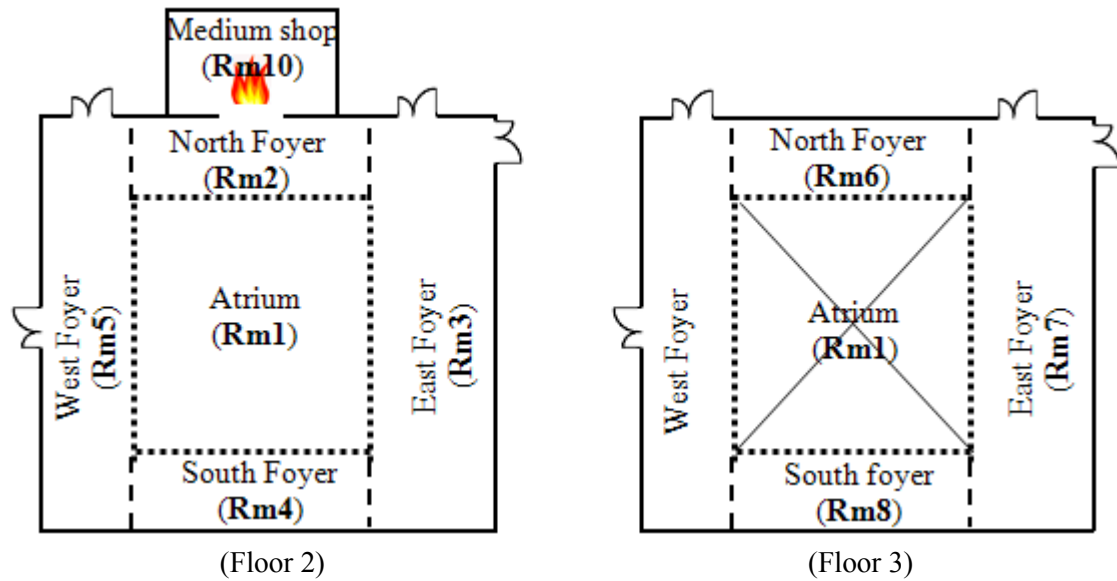 Medium shop
(Rm10)
North Foyer
(Rm2)
West Foyer
(Rm5)
Atrium
(Rm1)
East Foyer
(Rm3)
South Foyer
(Rm4)
(Floor 2)
North Foyer
(Rm6)
West Foyer
Atrium
(Rm1)
East Foyer
(Rm7)
South foyer
(Rm8)
(Floor 3)